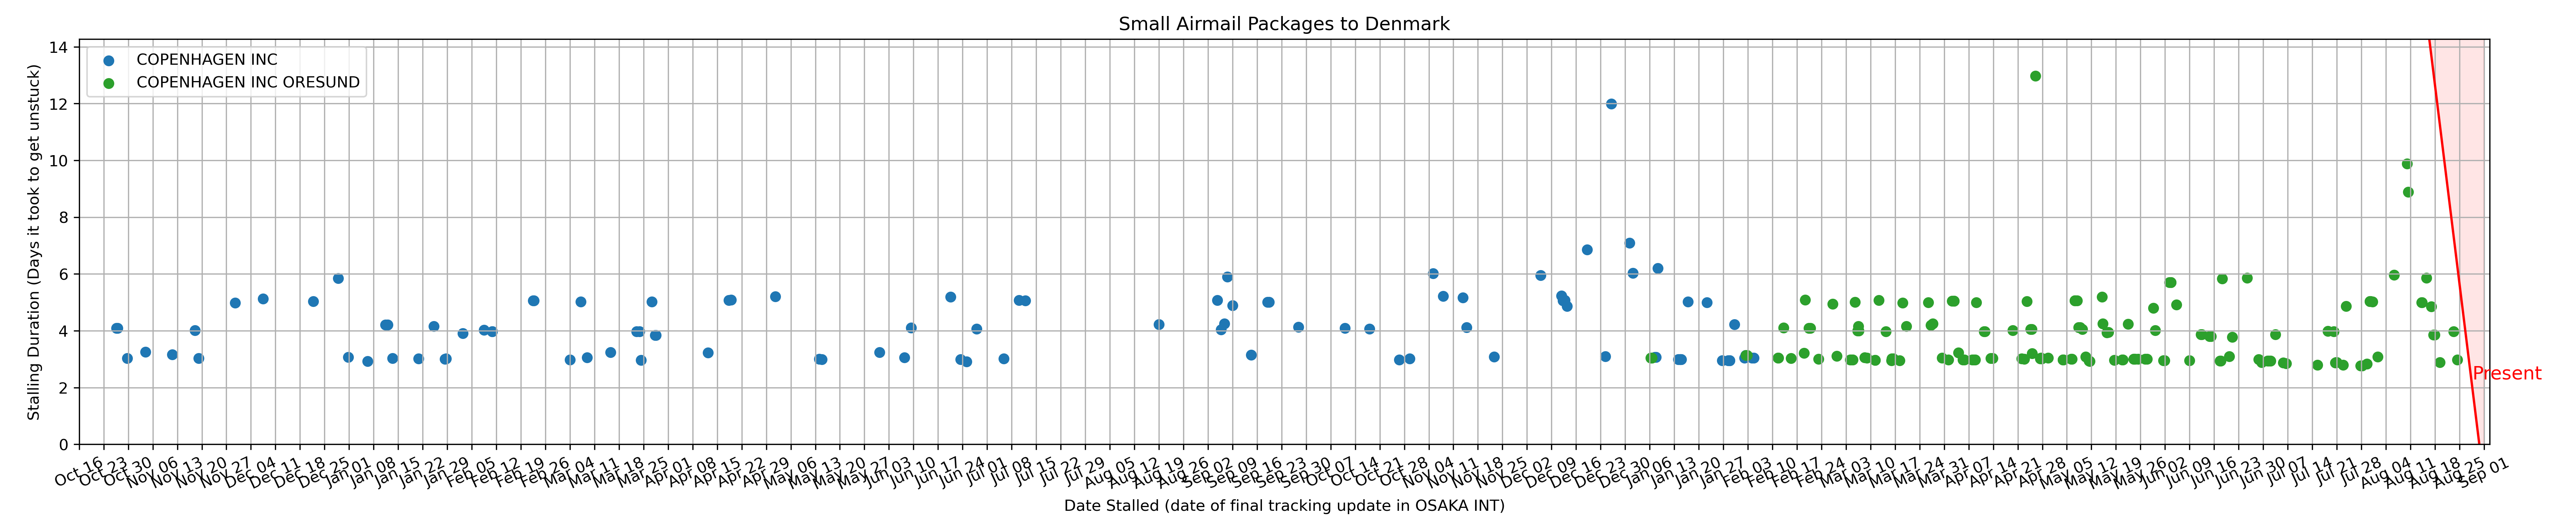 Small Airmail Packages to Denmark
COPENHAGEN INC
COPENHAGEN INC ORESUND
Stalling Duration (Days it took to get unstuck)
14
12
10
8
6
4
2
0
Present
Oct 16
Oct 23
Oct 30
Nov 06
Nov 13
Nov 20
Nov 27
Dec 04
Dec 11
Dec 18
Dec 25
Jan 01
Jan 08
Jan 15
Jan 22
Jan 29
Feb 05
Feb 12
Feb 19
Feb 26
Mar 04
Mar 11
Mar 18
Mar 25
Apr 01
Apr 08
Apr 15
Apr 22
Apr 29
May 06
May 13
May 20
May 27
Jun 03
Jun 10
Jun 17
Jun 24
Jul 01
Jul 08
Jul 15
Jul 22
Jul 29
Aug 05
Aug 12
Aug 19
Aug 26
Sep 02
Sep 09
Sep 16
Sep 23
Sep 30
Oct 07
Oct 14
Oct 21
Oct 28
Nov 04
Nov 11
Nov 18
Nov 25
Dec 02
Dec 09
Dec 16
Dec 23
Dec 30
Jan 06
Jan 13
Jan 20
Jan 27
Feb 03
Feb 10
Feb 17
Feb 24
Mar 03
Mar 10
Mar 17
Mar 24
Mar 31
Apr 07
Apr 14
Apr 21
Apr 28
May 05
May 12
May 19
May 26
Jun 02
Jun 09
Jun 16
Jun 23
Jun 30
Jul 07
Jul 14
Jul 21
Jul 28
Aug 04
Aug 11
Aug 18
Aug 25
Sep 01
Date Stalled (date of final tracking update in OSAKA INT)